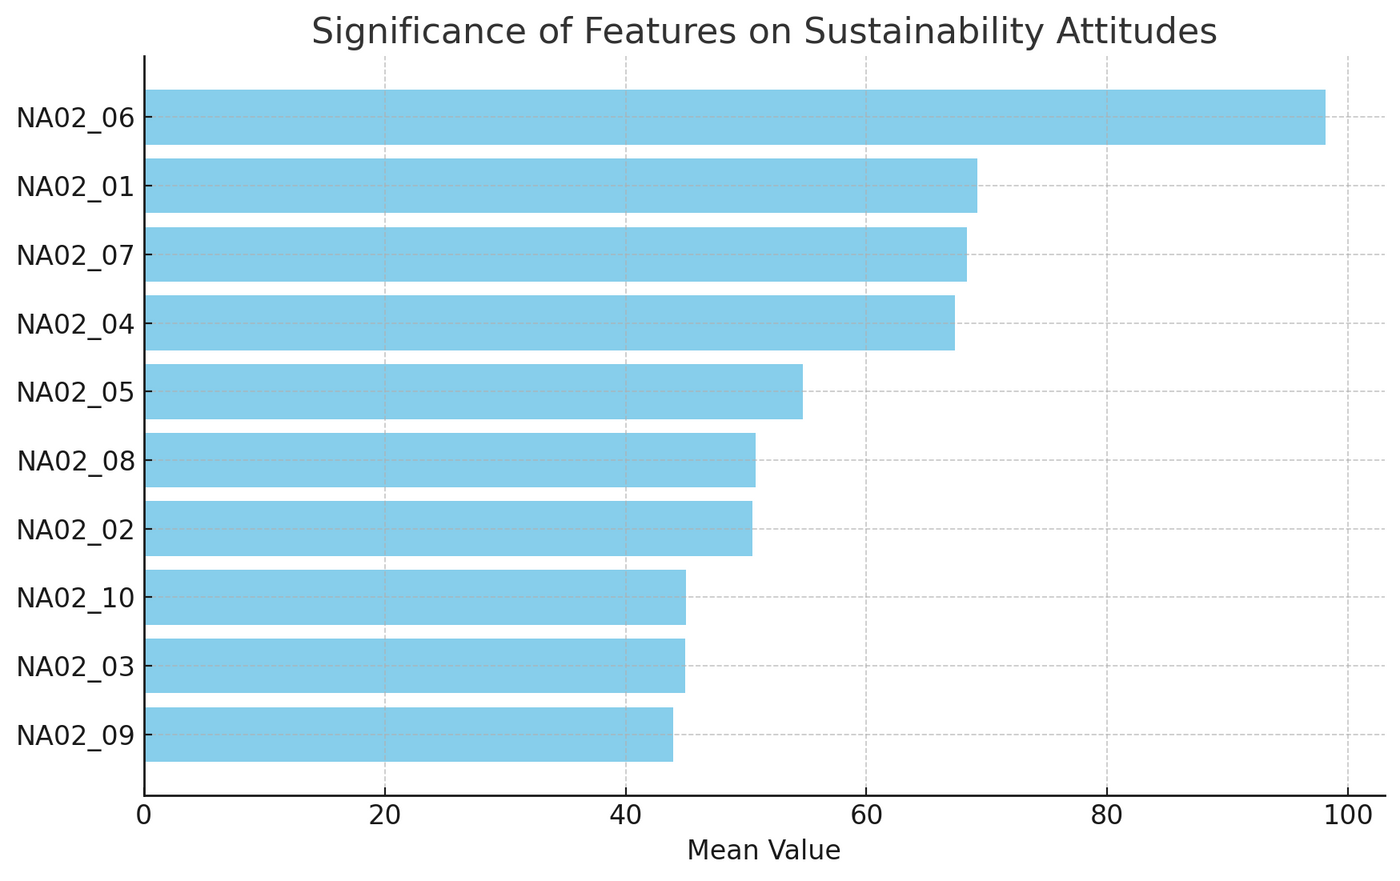 Significance of Features on Sustainability Attitudes
NA02_06
NA02_01
NA02_07
NA02_04
NA02_05
NA02_08
NA02_02
NA02_10
NA02_03
NA02_09
0 20 40 60 80 100
Mean Value